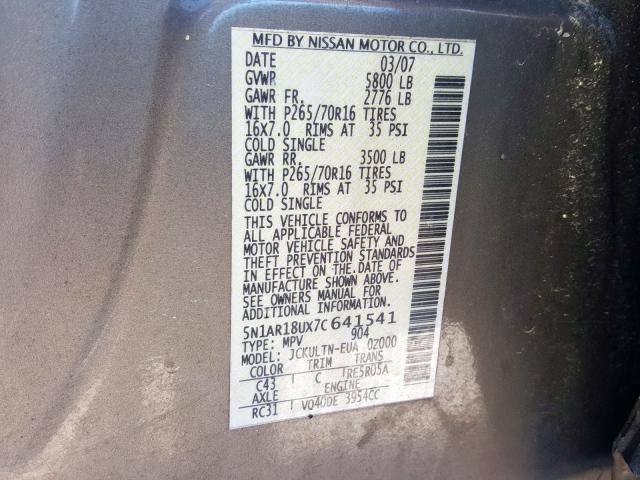 MFD BY NISSAN MOTOR CO., LTD.
DATE 03/07
GVWR 5800 LB
GAWR FR. 2776 LB
WITH P265/70R16 TIRES
16X7.0 RIMS AT 35 PSI
COLD SINGLE
GAWR RR. 3500 LB
WITH P265/70R16 TIRES
16X7.0 RIMS AT 35 PSI
COLD SINGLE
THIS VEHICLE CONFORMS TO
ALL APPLICABLE FEDERAL
MOTOR VEHICLE SAFETY AND
THEFT PREVENTION STANDARDS
IN EFFECT ON THE.DATE OF
MANUFACTURE SHOWN ABOVE.
SEE OWNERS MANUAL FOR
ADDITIONAL INFORMATION.
5N1AR18UX7C641541
TYPE: MPV 904
MODEL: JCKULTN-EUA 0Z000
COLOR TRIM TRANS
C43 C TRE5R05A
AXLE ENGINE
RC31 VQ40DE 3954CC